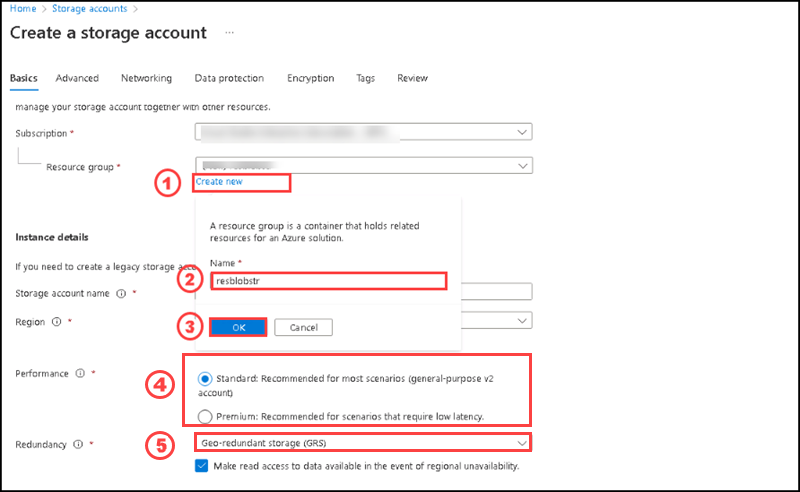 Home > Storage accounts >
Create a storage account ...
Basics Advanced Networking Data protection Encryption Tags Review
manage your storage account together with other resources.
Subscription *
Resource group *
1 Create new
A resource group is a container that holds related
resources for an Azure solution.
Instance details
Name *
If you need to create a legacy storage acc
2 resblobstr
Storage account name *
Region *
3 OK Cancel
Performance *
4 Standard: Recommended for most scenarios (general-purpose v2
account)
Premium: Recommended for scenarios that require low latency.
Redundancy * 5 Geo-redundant storage (GRS)
Make read access to data available in the event of regional unavailability.